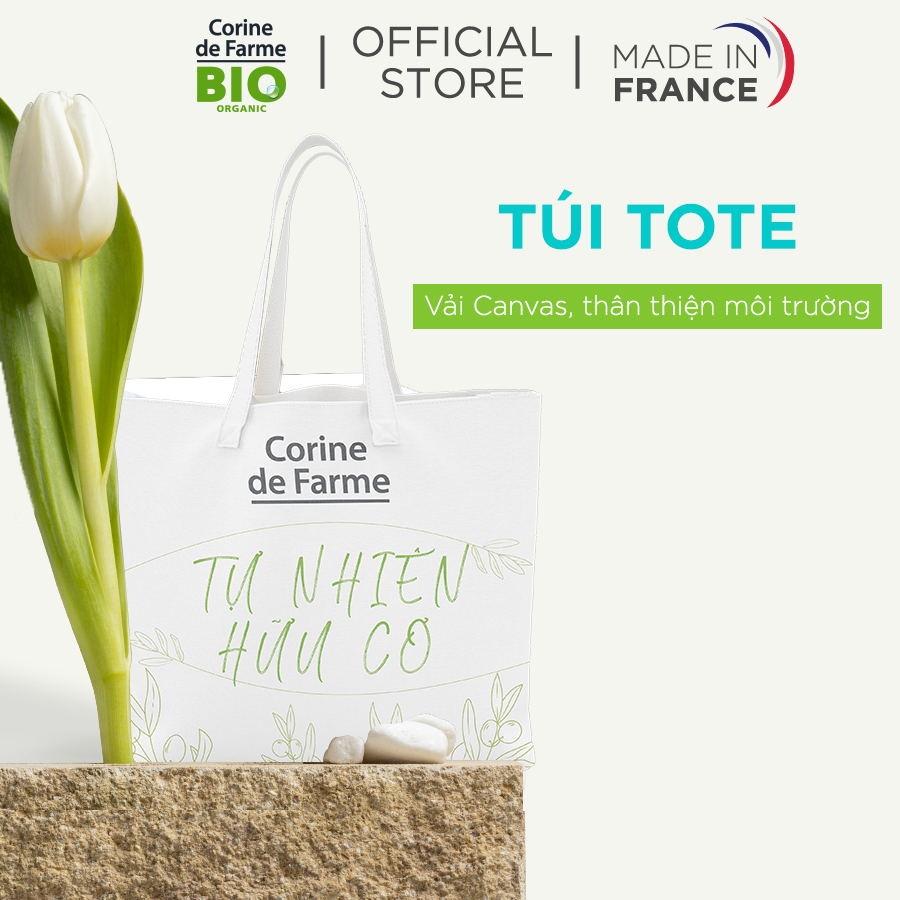 Corine
de Farme
BIO
ORGANIC
OFFICIAL
STORE
MADE IN
FRANCE
TÚI TOTE
Vải Canvas, thân thiện môi trường
Corine
de Farme
TỰ NHIÊN
HỮU CƠ